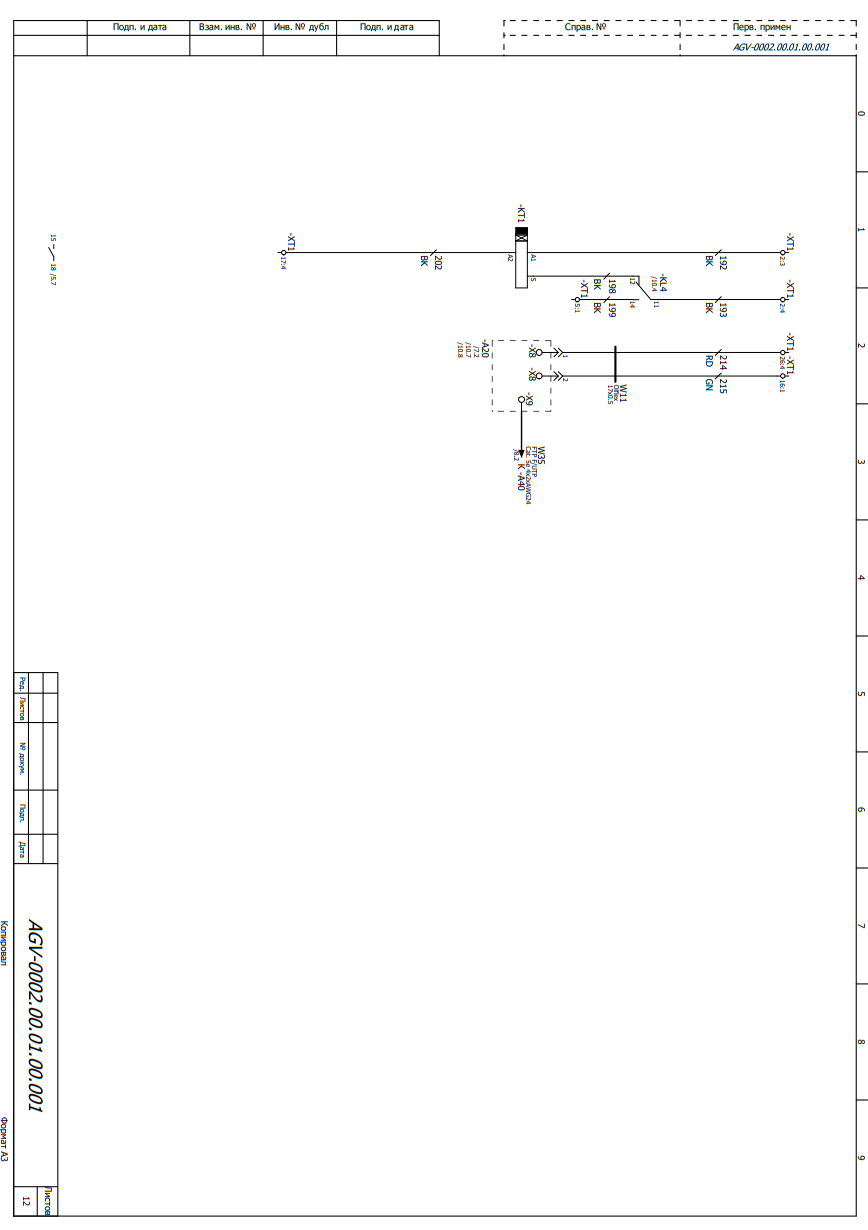 Подп. и дата
Взам. инв. №
Инв. № дубл
Подп. и дата
Справ. №
Перв. примен
AGV-0002.00.01.00.001
0
1
2
3
4
5
6
7
8
9
-XT1
2:3
192
BK
-KT1
A1
A2
S
202
BK
-XT1
17:4
15
18 /5.7
-XT1
2:4
193
BK
-KL4
/10.4
11
12
14
198
BK
199
BK
-XT1
5:1
-XT1
26:4
214
RD
-XT1
16:1
215
GN
W11
17x0.5
-A20
/7.2
/10.7
/10.8
-X8
1
-X8
2
-X9
W35
FTP F/UTP
Cat. 5e 4x2xAWG24
K -A40
/8.2
Ред.
Листов
№ докум.
Подп.
Дата
AGV-0002.00.01.00.001
Листов
12
Копировал
Формат А3